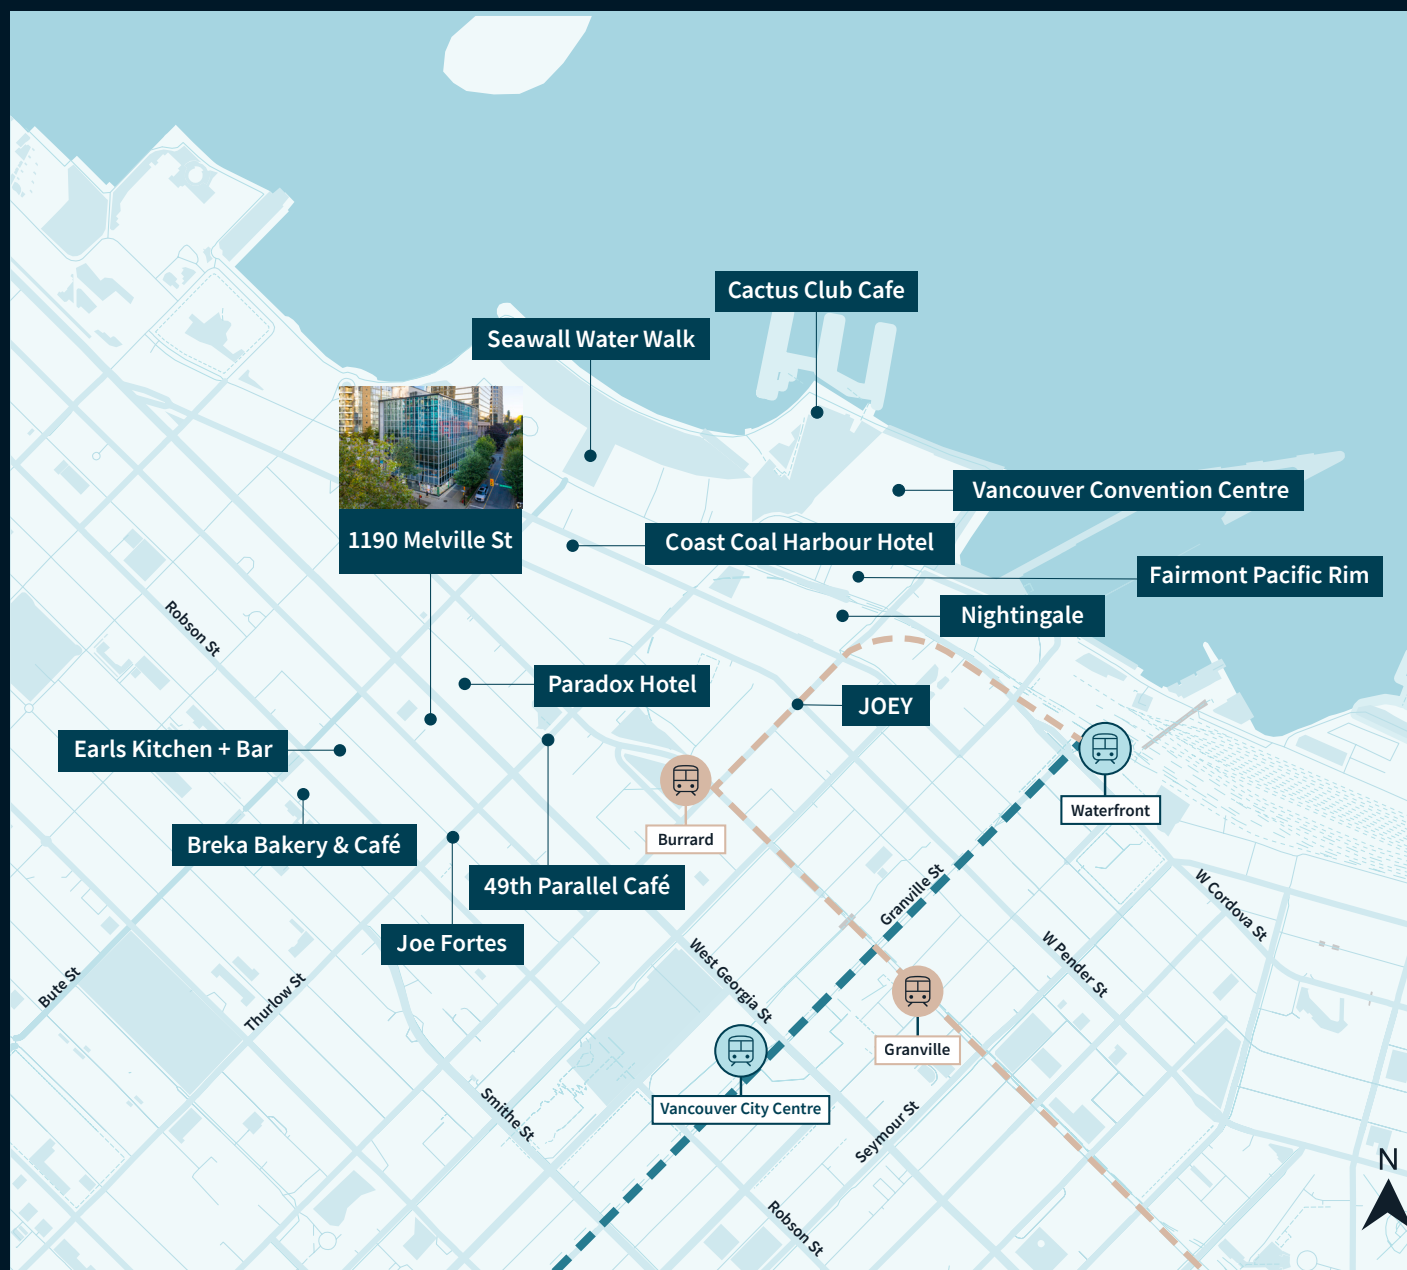 Cactus Club Cafe
Seawall Water Walk
Vancouver Convention Centre
1190 Melville St
Coast Coal Harbour Hotel
Fairmont Pacific Rim
Nightingale
Robson St
Paradox Hotel
JOEY
Earls Kitchen + Bar
Waterfront
Breka Bakery & Café
Burrard
49th Parallel Café
Granville St
W Cordova St
Joe Fortes
W Pender St
West Georgia St
Bute St
Thurlow St
Granville
Vancouver City Centre
Smithe St
Seymour St
N
Robson St